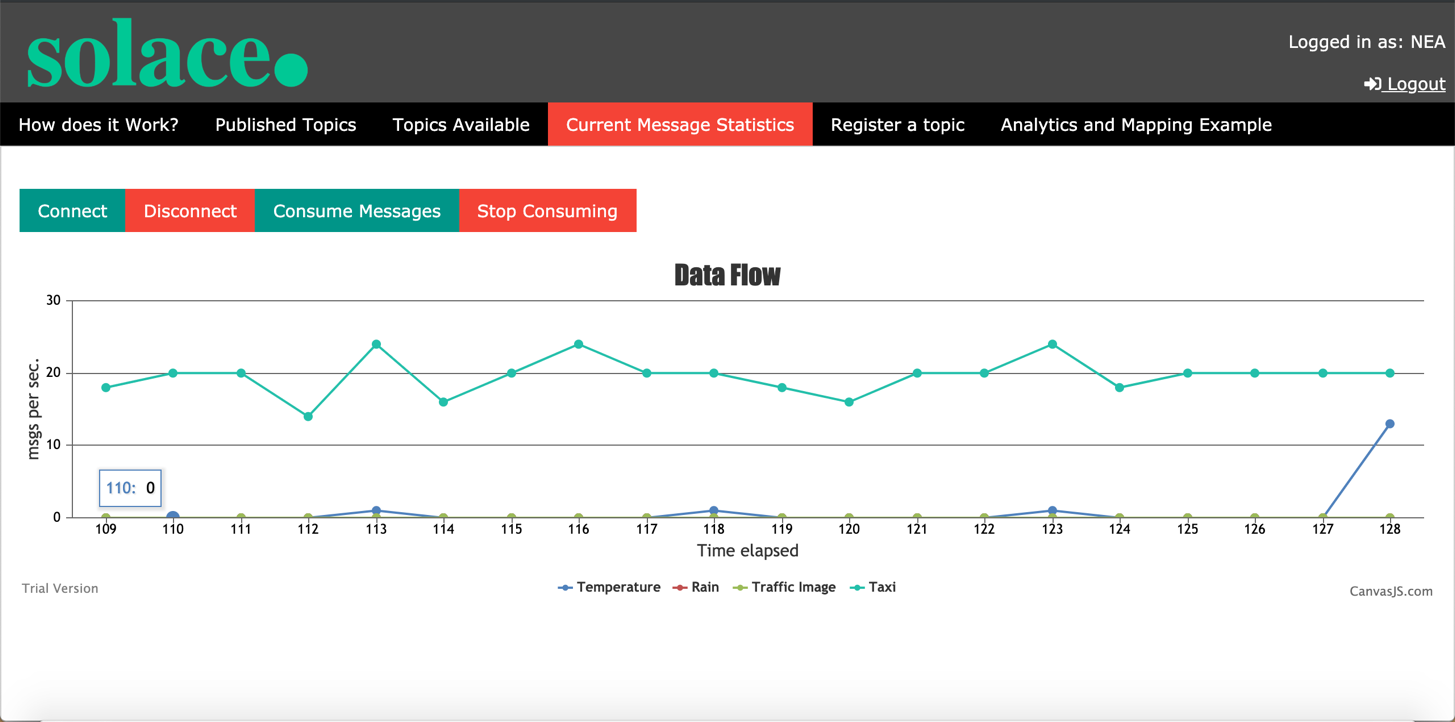 solace.
Logged in as: NEA
Logout
How does it Work? Published Topics Topics Available Current Message Statistics Register a topic Analytics and Mapping Example
Connect Disconnect Consume Messages Stop Consuming
Data Flow
msgs per sec.
30
20
10
0
110: 0
109 110 111 112 113 114 115 116 117 118 119 120 121 122 123 124 125 126 127 128
Time elapsed
Temperature Rain Traffic Image Taxi
Trial Version
CanvasJS.com